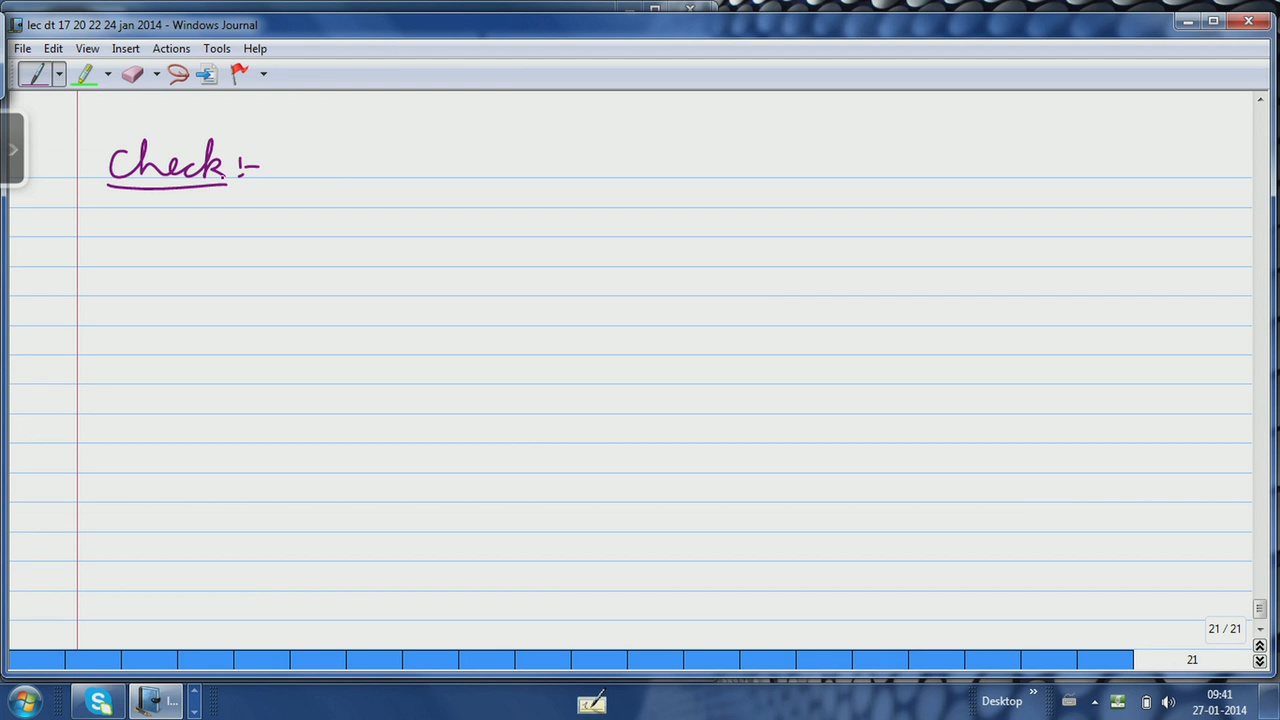 lec dt 17 20 22 24 jan 2014 - Windows Journal
File Edit View Insert Actions Tools Help
Check :-
21 / 21
21
l...
Desktop
09:41
27-01-2014